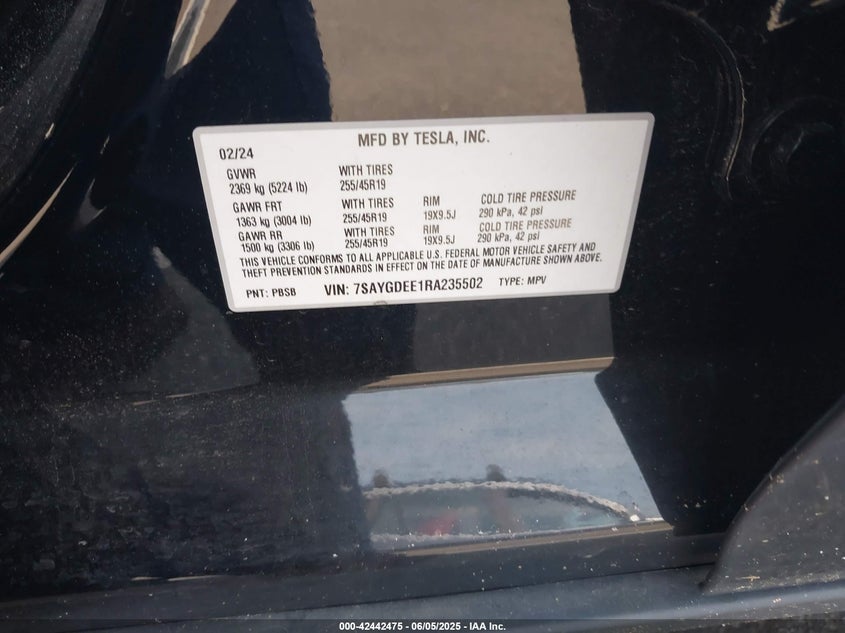 MFD BY TESLA, INC.
02/24
GVWR WITH TIRES
2369 kg (5224 lb) 255/45R19
GAWR FRT WITH TIRES RIM COLD TIRE PRESSURE
1363 kg (3004 lb) 255/45R19 19X9.5J 290 kPa, 42 psi
GAWR RR WITH TIRES RIM COLD TIRE PRESSURE
1500 kg (3306 lb) 255/45R19 19X9.5J 290 kPa, 42 psi
THIS VEHICLE CONFORMS TO ALL APPLICABLE U.S. FEDERAL MOTOR VEHICLE SAFETY AND
THEFT PREVENTION STANDARDS IN EFFECT ON THE DATE OF MANUFACTURE SHOWN ABOVE.
PNT: PBSB VIN: 7SAYGDEE1RA235502 TYPE: MPV
000-42442475 - 06/05/2025 - IAA Inc.